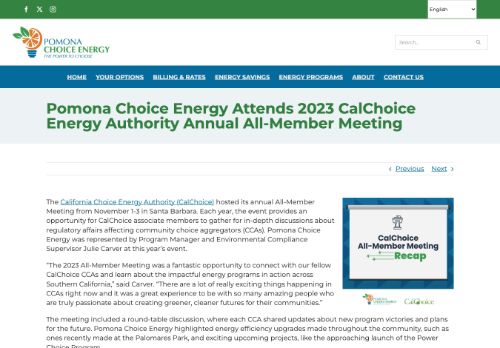 English
POMONA
CHOICE ENERGY
THE POWER TO CHOOSE
Search...
HOME YOUR OPTIONS BILLING & RATES ENERGY SAVINGS ENERGY PROGRAMS ABOUT CONTACT US
Pomona Choice Energy Attends 2023 CalChoice
Energy Authority Annual All-Member Meeting
Previous Next
The California Choice Energy Authority (CalChoice) hosted its annual All-Member
Meeting from November 1-3 in Santa Barbara. Each year, the event provides an
opportunity for CalChoice associate members to gather for in-depth discussions about
regulatory affairs affecting community choice aggregators (CCAs). Pomona Choice
Energy was represented by Program Manager and Environmental Compliance
Supervisor Julie Carver at this year's event.
"The 2023 All-Member Meeting was a fantastic opportunity to connect with our fellow
CalChoice CCAs and learn about the impactful energy programs in action across
Southern California," said Carver. "There are a lot of really exciting things happening in
CCAs right now and it was a great experience to be with so many amazing people who
are truly passionate about creating greener, cleaner futures for their communities."
The meeting included a round-table discussion, where each CCA shared updates about new program victories and
plans for the future. Pomona Choice Energy highlighted energy efficiency upgrades made throughout the community, such as
ones recently made at the Palomares Park, and exciting upcoming projects, like the approaching launch of the Power
Choice Program.
CalChoice
All-Member Meeting
Recap
POMONA
CHOICE ENERGY
CalChoice